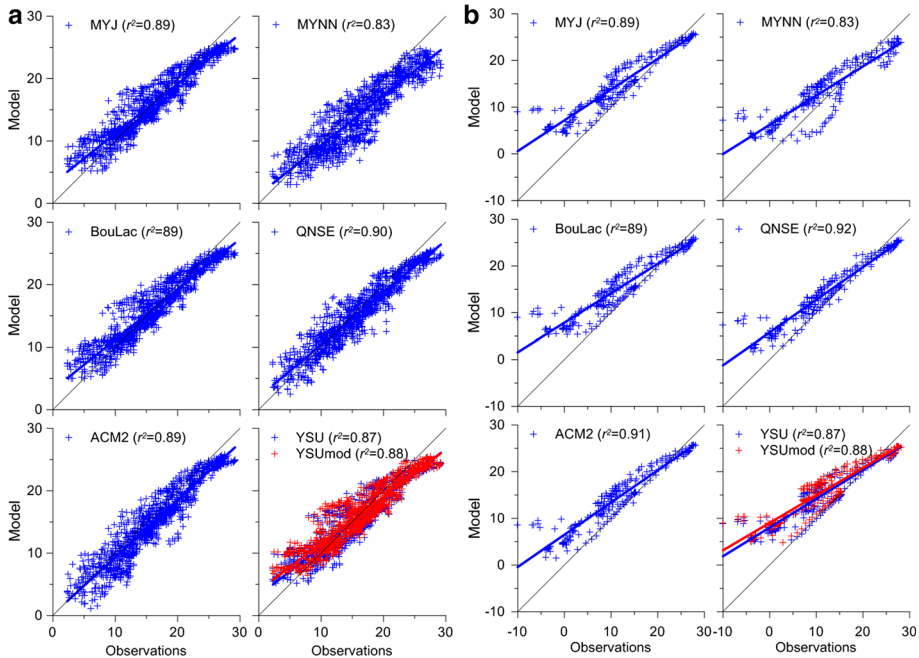 a
MYJ (r²=0.89)
MYNN (r²=0.83)
30
20
10
0
Model
BouLac (r²=89)
QNSE (r²=0.90)
30
20
10
0
Model
ACM2 (r²=0.89)
YSU (r²=0.87)
YSUmod (r²=0.88)
30
20
10
0
Model
0 10 20 30
0 10 20 30
Observations
Observations
b
MYJ (r²=0.89)
MYNN (r²=0.83)
30
20
10
0
-10
Model
BouLac (r²=89)
QNSE (r²=0.92)
30
20
10
0
-10
Model
ACM2 (r²=0.91)
YSU (r²=0.87)
YSUmod (r²=0.88)
30
20
10
0
-10
Model
-10 0 10 20 30
-10 0 10 20 30
Observations
Observations